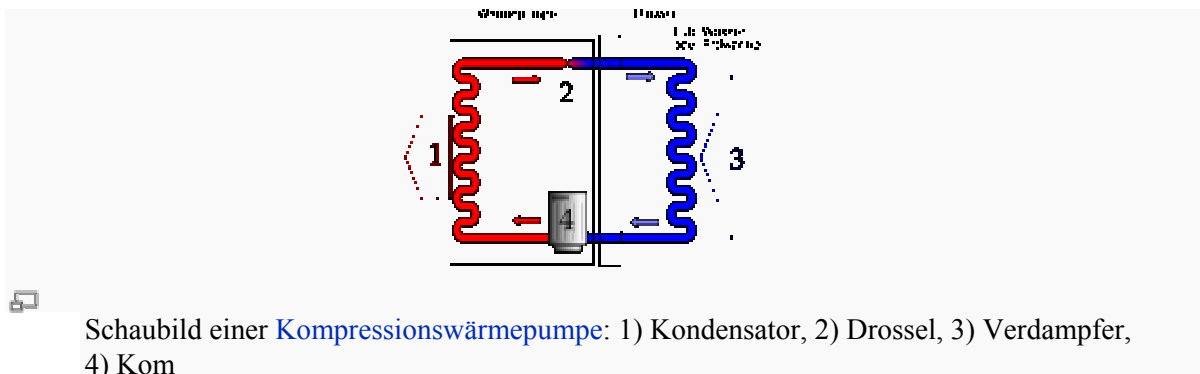 2
1
3
4
Schaubild einer Kompressionswärmepumpe: 1) Kondensator, 2) Drossel, 3) Verdampfer,
4) Kom